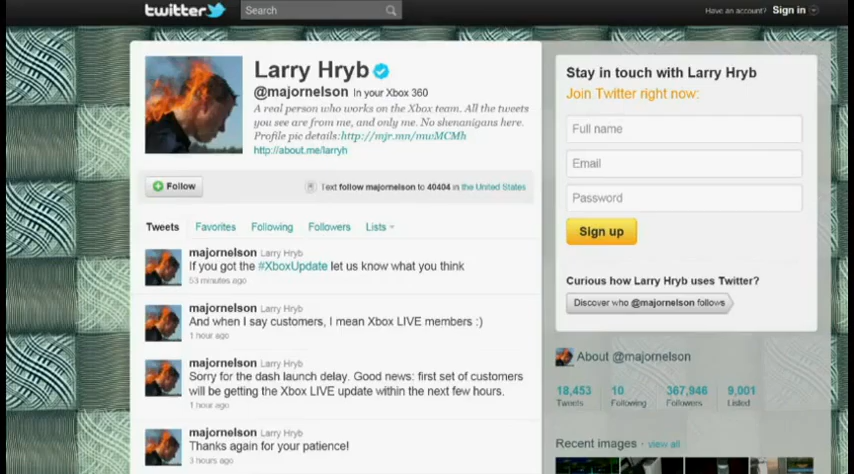 twitter
Search
Have an account? Sign in
Larry Hryb
@majornelson In your Xbox 360
A real person who works on the Xbox team. All the tweets
you see are from me, and only me. No shenanigans here.
Profile pic details:http://mjr.mn/mwMCMh
http://about.me/larryh
Follow
Text follow majornelson to 40404 in the United States
Tweets Favorites Following Followers Lists
majornelson Larry Hryb
If you got the #XboxUpdate let us know what you think
53 minutes ago
majornelson Larry Hryb
And when I say customers, I mean Xbox LIVE members :)
1 hour ago
majornelson Larry Hryb
Sorry for the dash launch delay. Good news: first set of customers
will be getting the Xbox LIVE update within the next few hours.
1 hour ago
majornelson Larry Hryb
Thanks again for your patience!
3 hours ago
Stay in touch with Larry Hryb
Join Twitter right now:
Full name
Email
Password
Sign up
Curious how Larry Hryb uses Twitter?
Discover who @majornelson follows
About @majornelson
18,453 10 367,946 9,001
Tweets Following Followers Listed
Recent images · view all